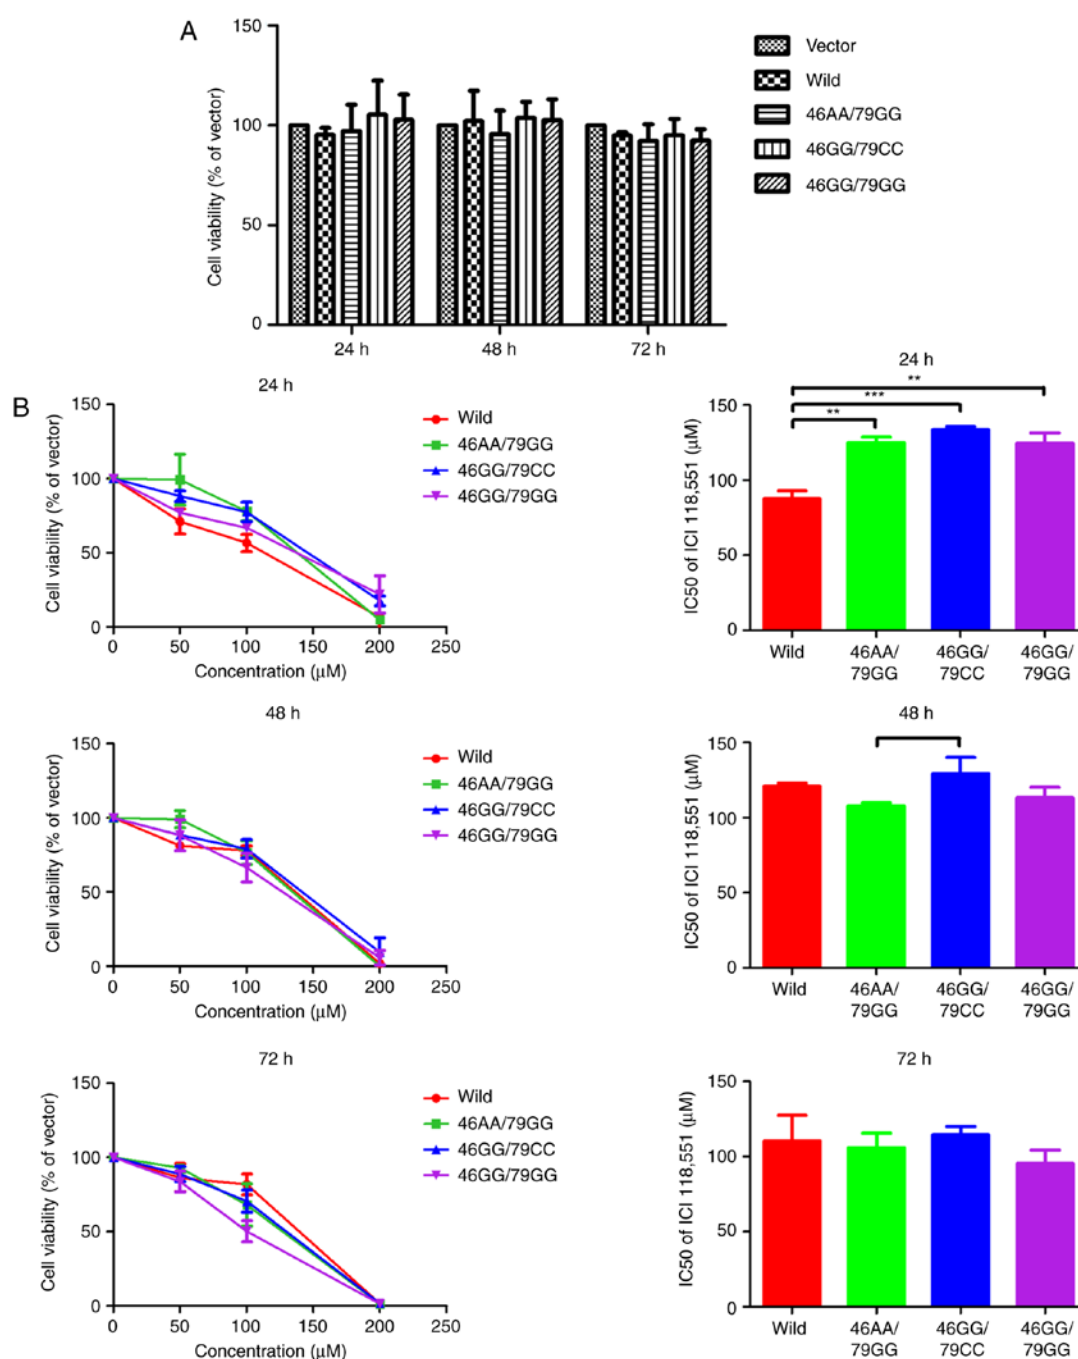 A
Cell viability (% of vector)
150
100
50
0
24 h
48 h
72 h
Vector
Wild
46AA/79GG
46GG/79CC
46GG/79GG
B
24 h
Cell viability (% of vector)
150
100
50
0
0 50 100 150 200 250
Concentration (μM)
Wild
46AA/79GG
46GG/79CC
46GG/79GG
24 h
IC50 of ICI 118,551 (μM)
150
100
50
0
**
***
**
Wild 46AA/ 46GG/ 46GG/
79GG 79CC 79GG
48 h
Cell viability (% of vector)
150
100
50
0
0 50 100 150 200 250
Concentration (μM)
Wild
46AA/79GG
46GG/79CC
46GG/79GG
48 h
IC50 of ICI 118,551 (μM)
150
100
50
0
Wild 46AA/ 46GG/ 46GG/
79GG 79CC 79GG
72 h
Cell viability (% of vector)
150
100
50
0
0 50 100 150 200 250
Concentration (μM)
Wild
46AA/79GG
46GG/79CC
46GG/79GG
72 h
IC50 of ICI 118,551 (μM)
150
100
50
0
Wild 46AA/ 46GG/ 46GG/
79GG 79CC 79GG